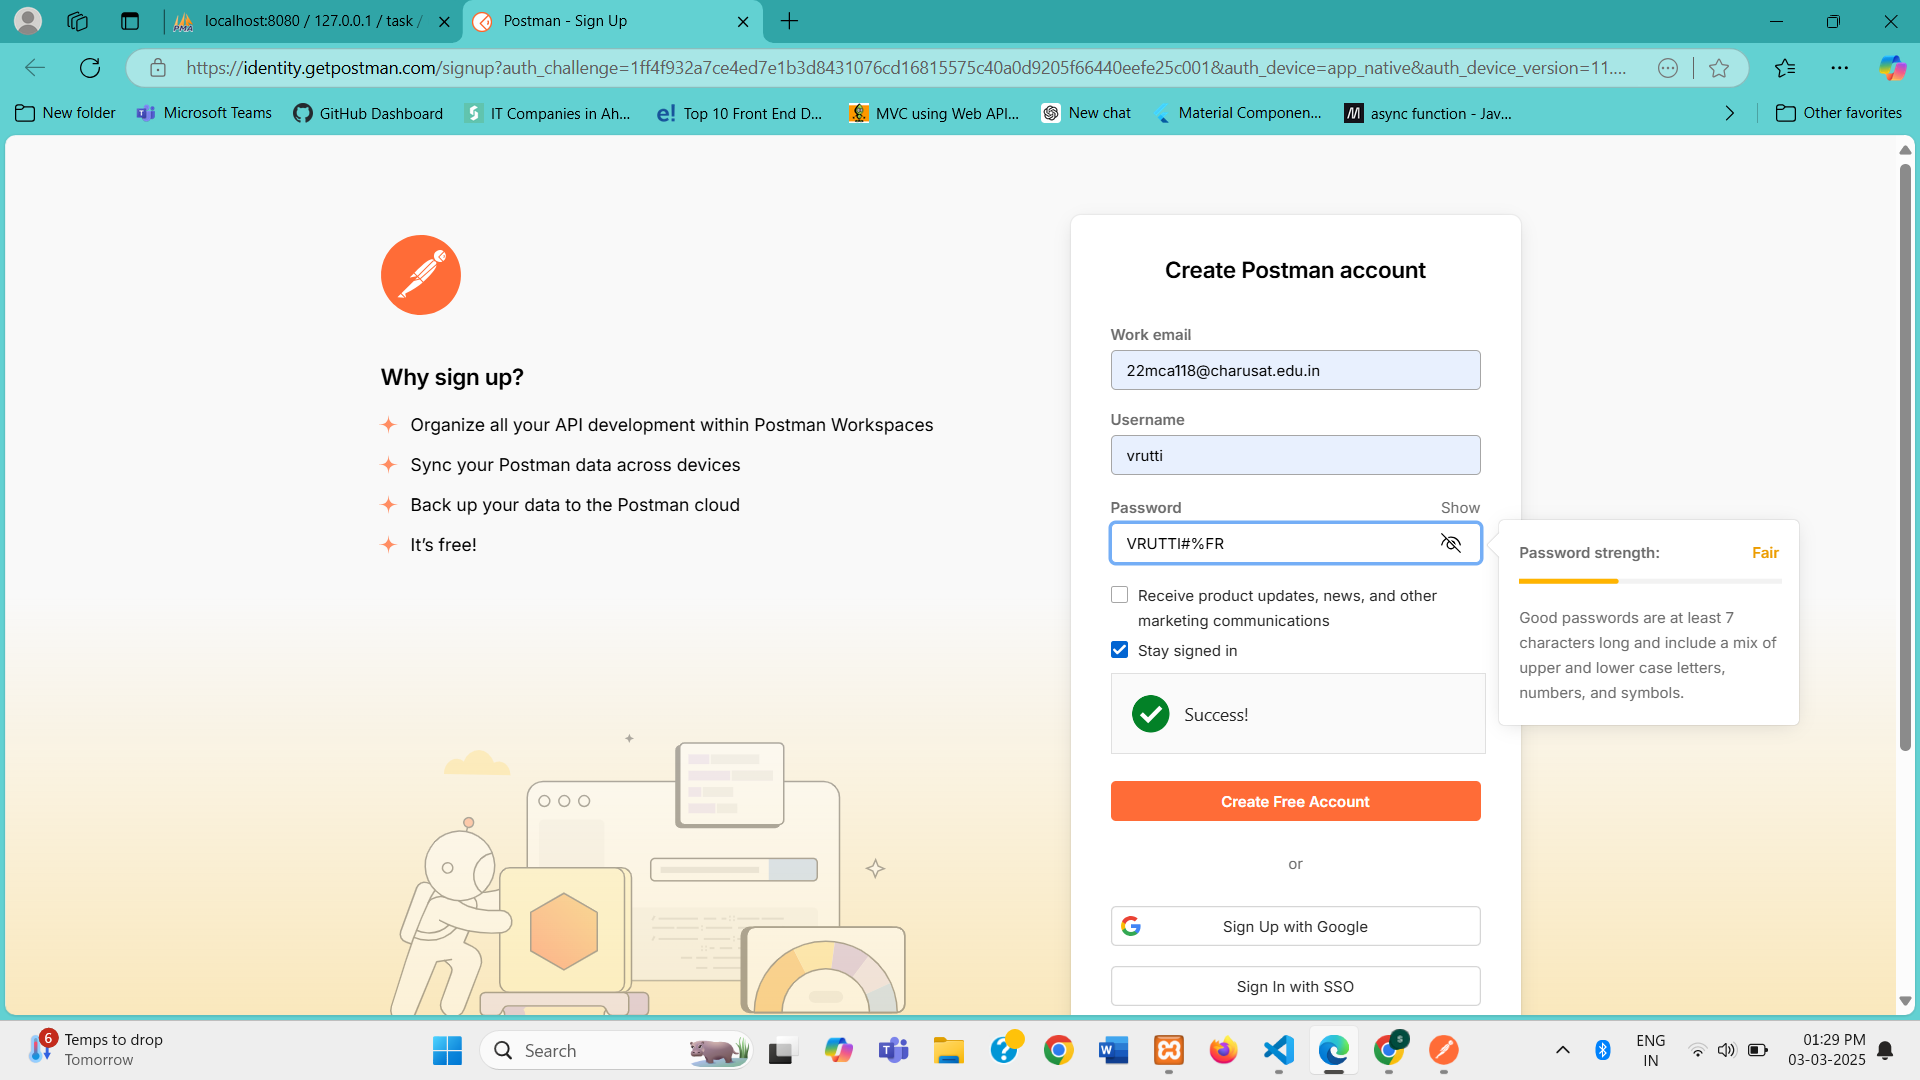 localhost:8080 / 127.0.0.1 / task /
Postman - Sign Up
https://identity.getpostman.com/signup?auth_challenge=1ff4f932a7ce4ed7e1b3d8431076cd16815575c40a0d9205f66440eefe25c001&auth_device=app_native&auth_device_version=11....
New folder
Microsoft Teams
GitHub Dashboard
IT Companies in Ah...
Top 10 Front End D...
MVC using Web API...
New chat
Material Componen...
async function - Jav...
Other favorites
Why sign up?
Organize all your API development within Postman Workspaces
Sync your Postman data across devices
Back up your data to the Postman cloud
It's free!
Create Postman account
Work email
22mca118@charusat.edu.in
Username
vrutti
Password
Show
VRUTTI#%FR
Password strength:
Fair
Good passwords are at least 7
characters long and include a mix of
upper and lower case letters,
numbers, and symbols.
Receive product updates, news, and other
marketing communications
Stay signed in
Success!
Create Free Account
or
Sign Up with Google
Sign In with SSO
6
Temps to drop
Tomorrow
Search
ENG
IN
01:29 PM
03-03-2025